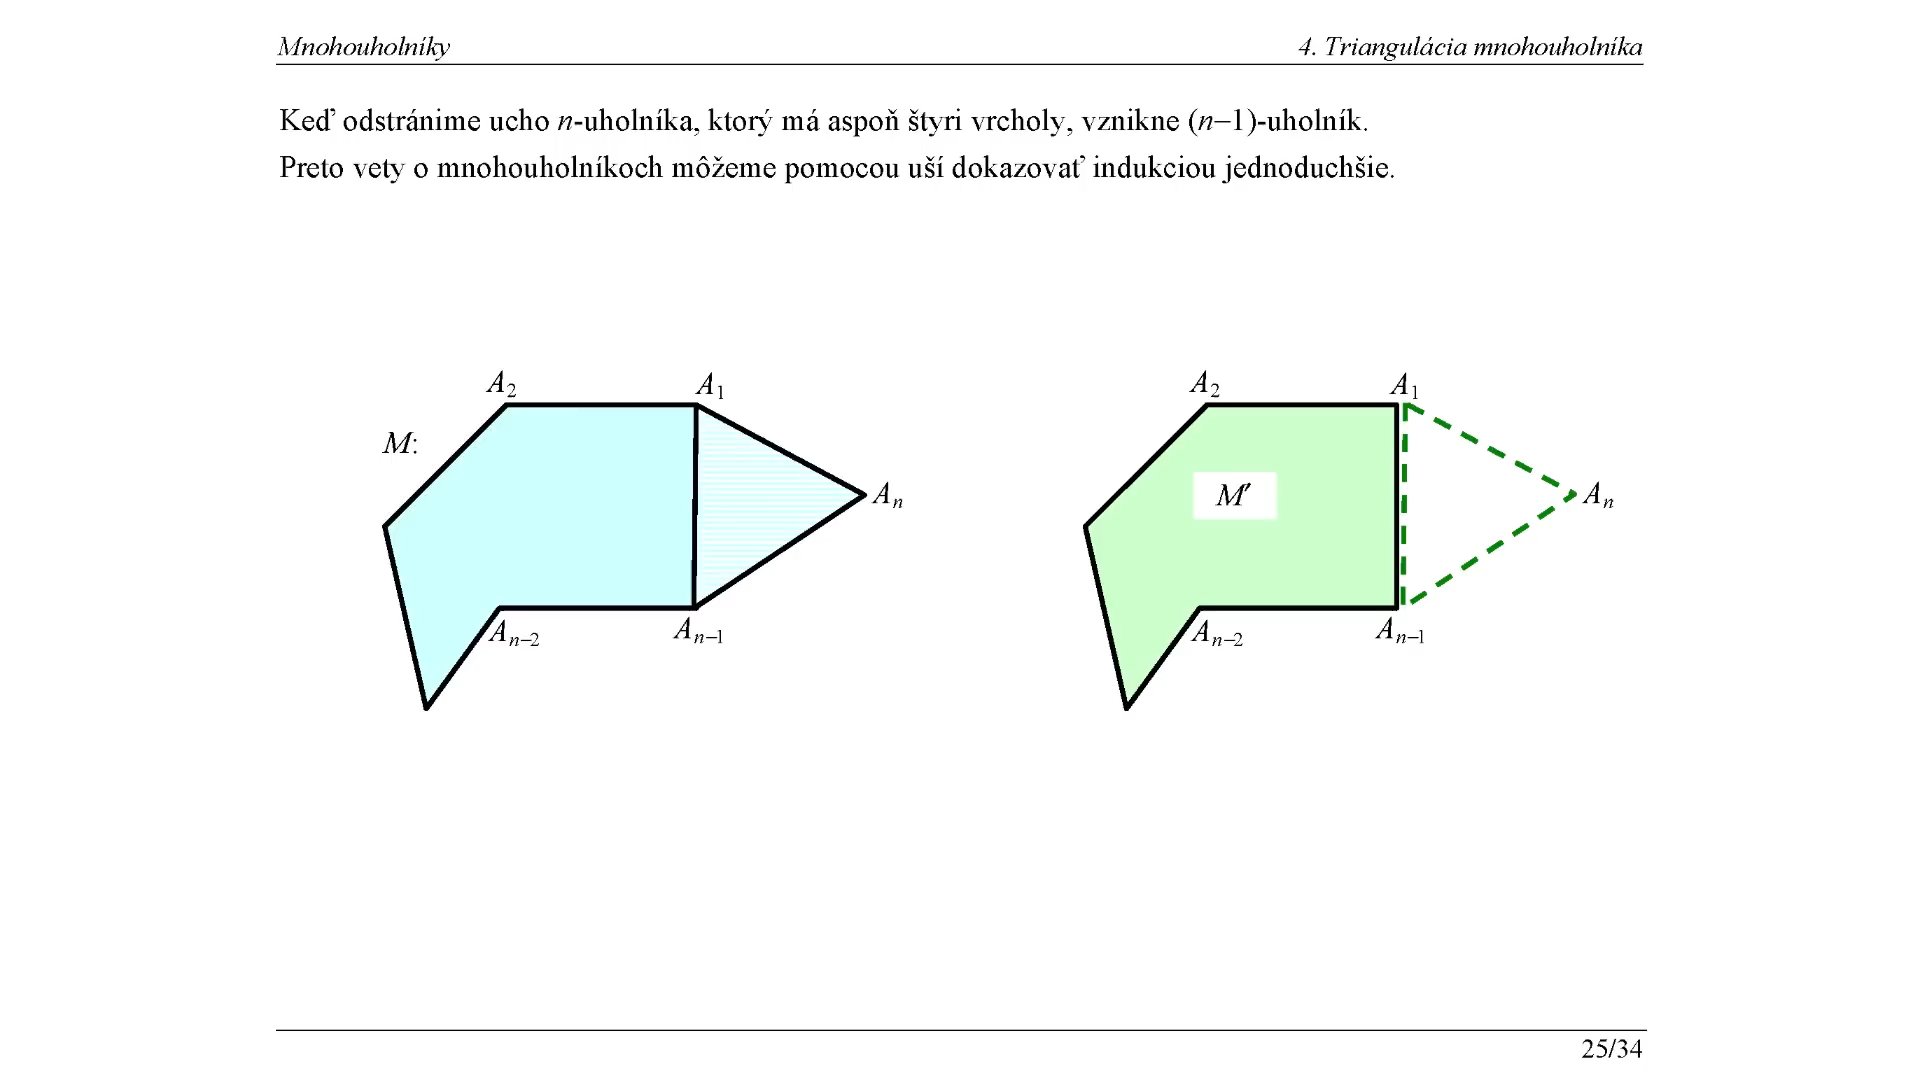 Mnohouholníky 4. Triangulácia mnohouholníka
Keď odstránime ucho n-uholníka, ktorý má aspoň štyri vrcholy, vznikne (n−1)-uholník.
Preto vety o mnohouholníkoch môžeme pomocou uší dokazovať indukciou jednoduchšie.
A2 A1 A2 A1
M:
M′
An An
An−2 An−1 An−2 An−1
25/34